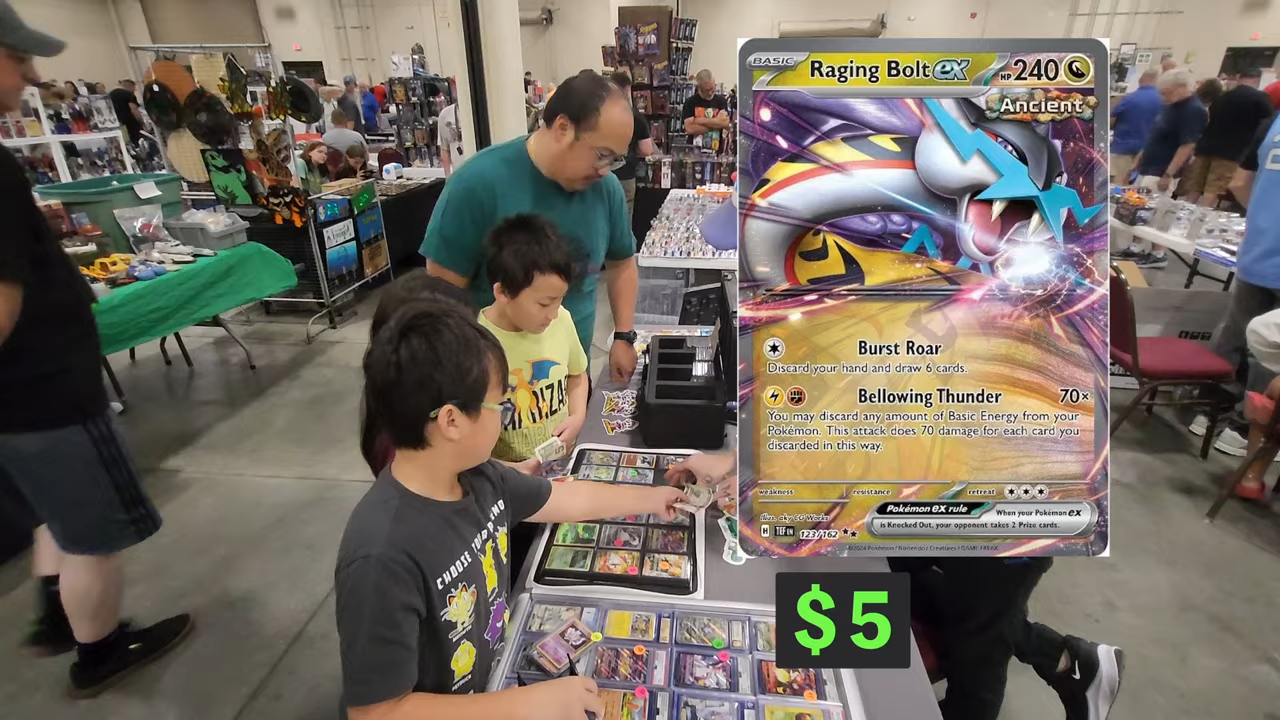 BASIC
Raging Bolt ex
HP 240
Ancient
Burst Roar
Discard your hand and draw 6 cards.
Bellowing Thunder 70×
You may discard any amount of Basic Energy from your
Pokémon. This attack does 70 damage for each card you
discarded in this way.
weakness resistance retreat
Pokémon ex rule
When your Pokémon ex
is Knocked Out, your opponent takes 2 Prize cards.
H TEF EN 123/162
$5
CHOOSE